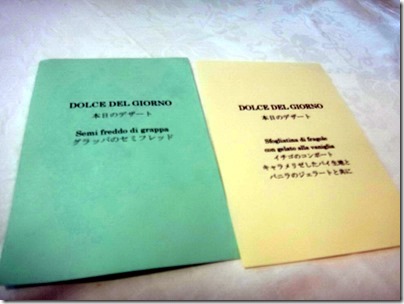 DOLCE DEL GIORNO
本日のデザート
Semi freddo di grappa
グラッパのセミフレッド
DOLCE DEL GIORNO
本日のデザート
Sfogliatina di fragole
con gelato alla vaniglia
イチゴのコンポート
キャラメリゼしたパイ生地と
バニラのジェラートと共に